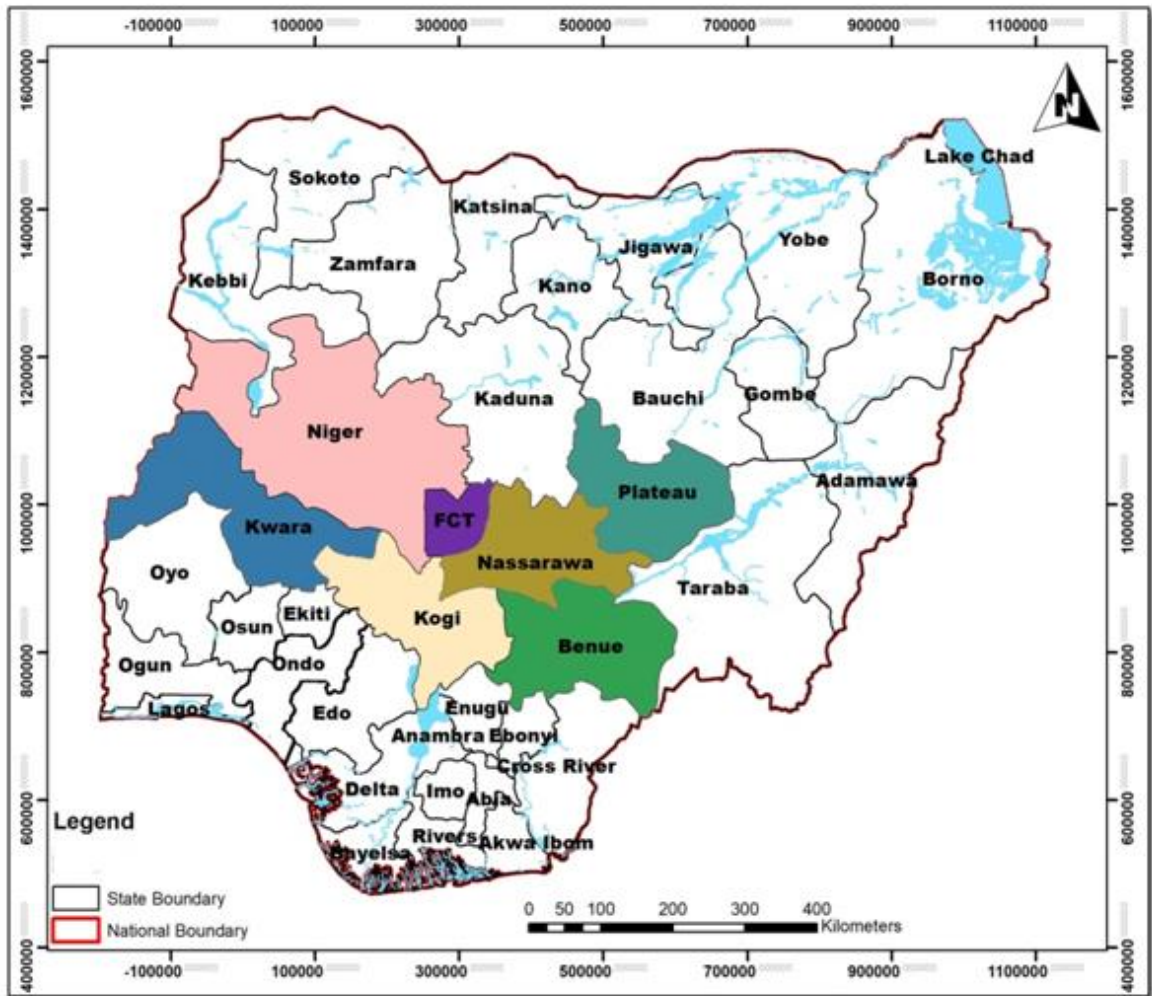 -100000 100000 300000 500000 700000 900000 1100000
1600000 1600000
N
Lake Chad
Sokoto
Katsina
1400000 1400000
Jigawa Yobe
Zamfara
Kebbi Kano Borno
1200000 1200000
Kaduna Bauchi Gombe
Niger
Adamawa
Plateau
1000000 1000000
FCT
Kwara
Nassarawa
Oyo Taraba
Ekiti Kogi
Osun
Benue
Ogun Ondo
800000 800000
Lagos Edo Enugu
Anambra Ebonyi
Cross River
Delta Imo Abia
600000 600000
Legend
Rivers Akwa Ibom
Bayelsa
State Boundary
National Boundary
0 50 100 200 300 400
Kilometers
400000 400000
-100000 100000 300000 500000 700000 900000 1100000